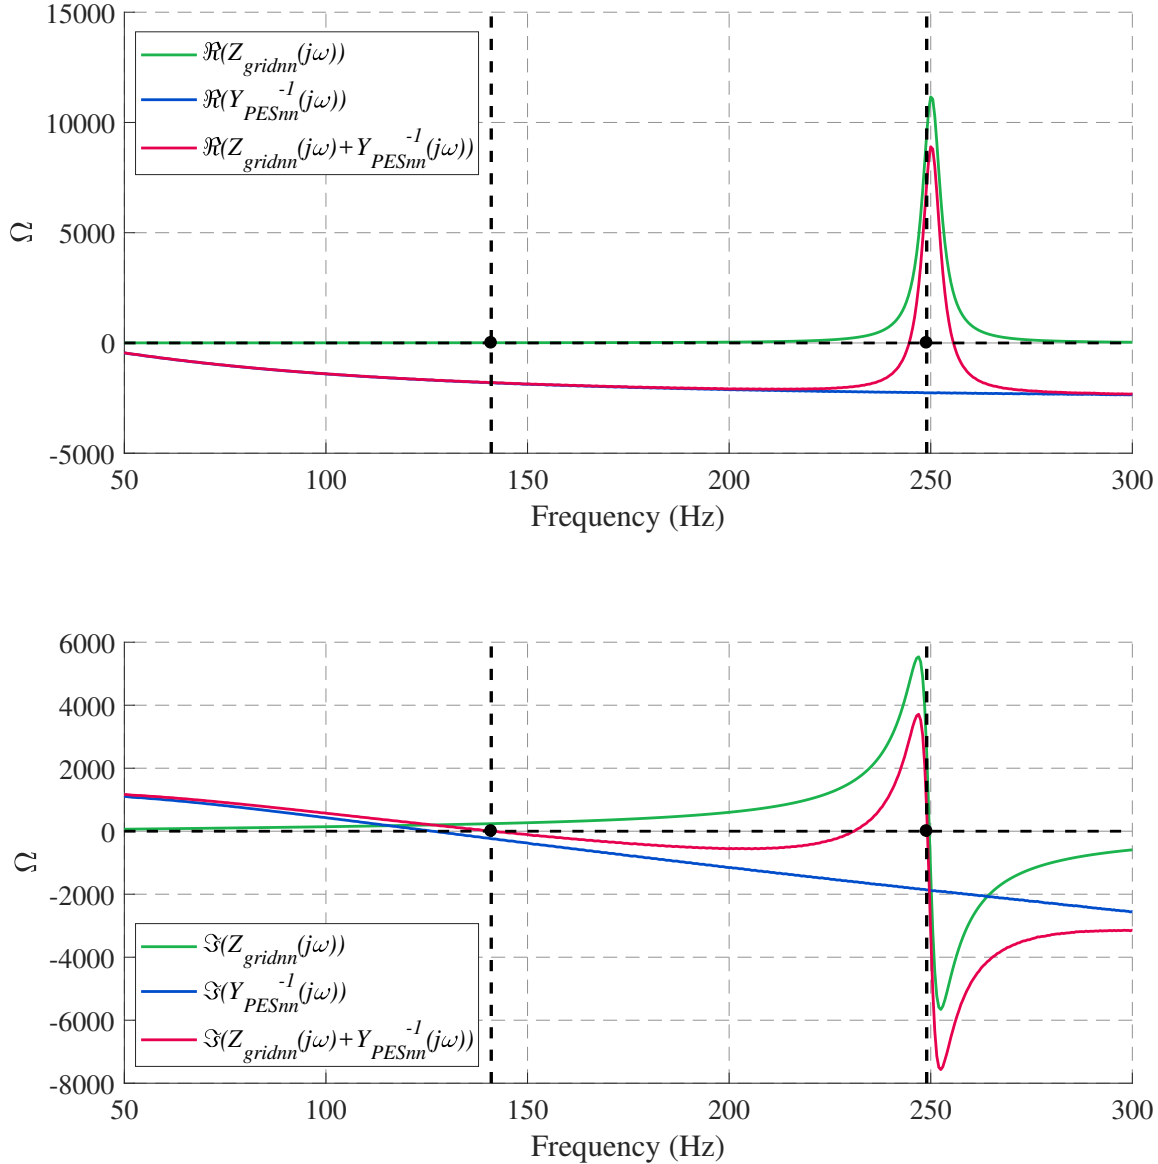 15000
10000
5000
0
-5000
Ω
ℜ(Z_gridnn(jω))
ℜ(Y_PESnn^-1(jω))
ℜ(Z_gridnn(jω)+Y_PESnn^-1(jω))
50 100 150 200 250 300
Frequency (Hz)
6000
4000
2000
0
-2000
-4000
-6000
-8000
Ω
ℑ(Z_gridnn(jω))
ℑ(Y_PESnn^-1(jω))
ℑ(Z_gridnn(jω)+Y_PESnn^-1(jω))
50 100 150 200 250 300
Frequency (Hz)